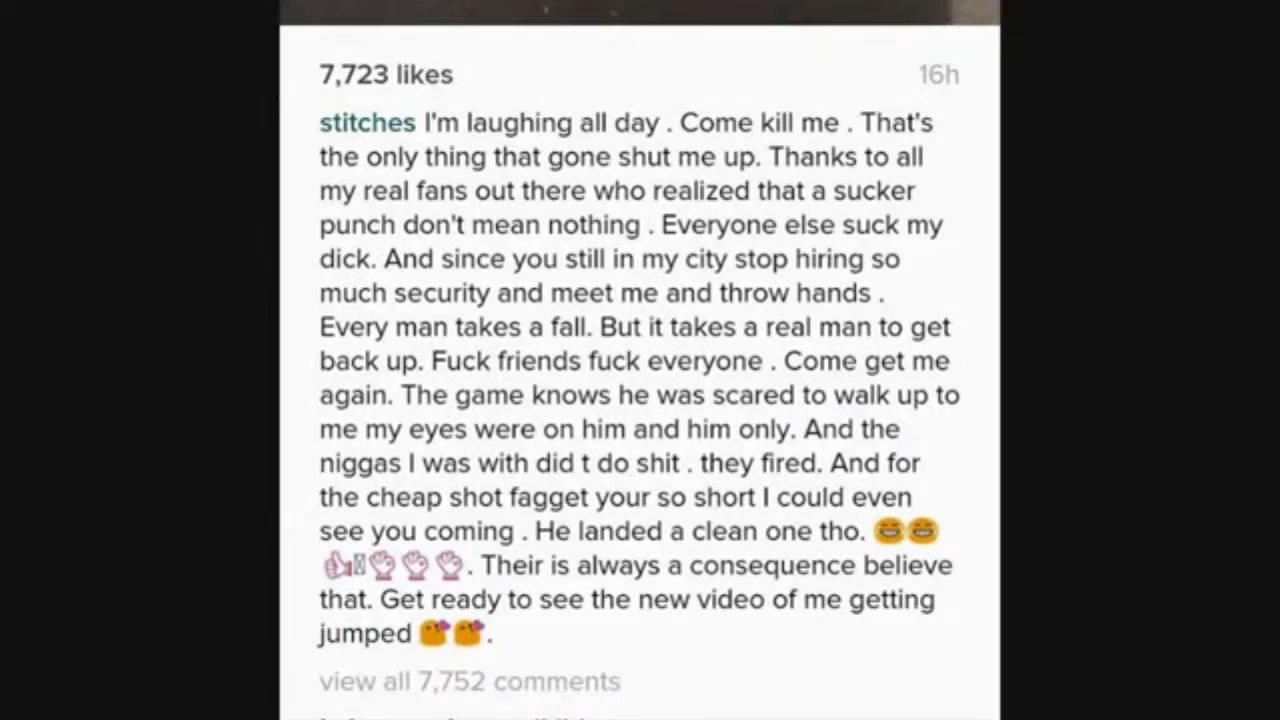 7,723 likes 16h
stitches I'm laughing all day . Come kill me . That's
the only thing that gone shut me up. Thanks to all
my real fans out there who realized that a sucker
punch don't mean nothing . Everyone else suck my
dick. And since you still in my city stop hiring so
much security and meet me and throw hands .
Every man takes a fall. But it takes a real man to get
back up. Fuck friends fuck everyone . Come get me
again. The game knows he was scared to walk up to
me my eyes were on him and him only. And the
niggas I was with did t do shit . they fired. And for
the cheap shot fagget your so short I could even
see you coming . He landed a clean one tho. 😂😂
👍👊👊👊. Their is always a consequence believe
that. Get ready to see the new video of me getting
jumped 😘😘.
view all 7,752 comments